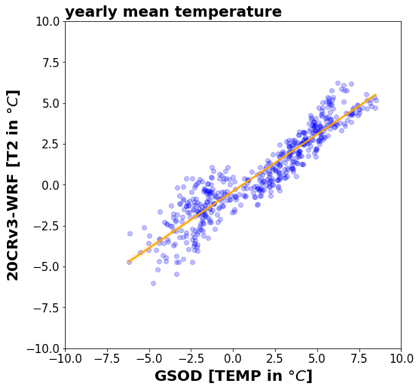 yearly mean temperature
10.0
7.5
5.0
2.5
0.0
−2.5
−5.0
−7.5
−10.0
20CRv3-WRF [T2 in °C]
−10.0 −7.5 −5.0 −2.5 0.0 2.5 5.0 7.5 10.0
GSOD [TEMP in °C]